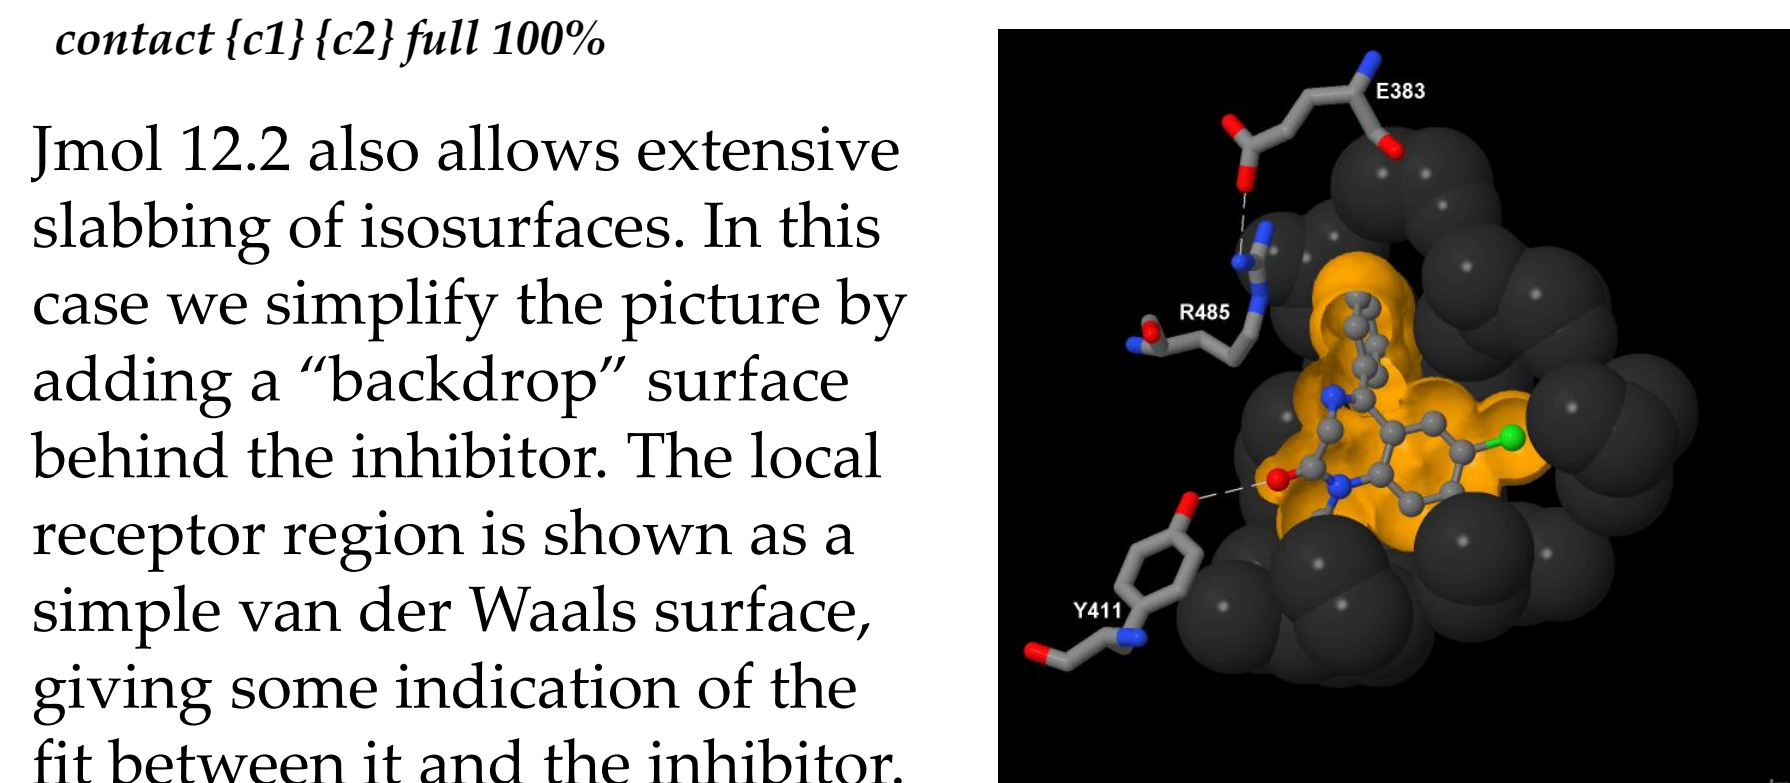 contact {c1} {c2} full 100%
Jmol 12.2 also allows extensive
slabbing of isosurfaces. In this
case we simplify the picture by
adding a “backdrop” surface
behind the inhibitor. The local
receptor region is shown as a
simple van der Waals surface,
giving some indication of the
fit between it and the inhibitor.
E383
R485
Y411